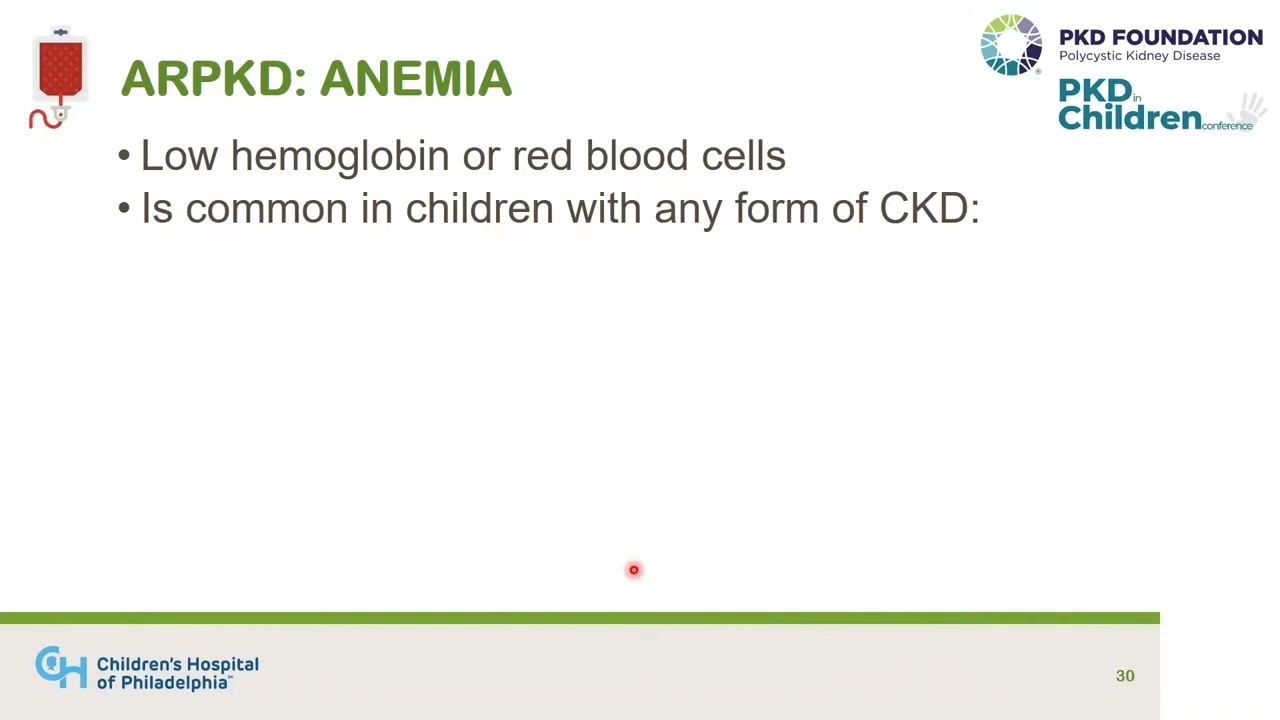 PKD FOUNDATION
Polycystic Kidney Disease
PKD in
Children conference
ARPKD: ANEMIA
• Low hemoglobin or red blood cells
• Is common in children with any form of CKD:
Children's Hospital
of Philadelphia™
30